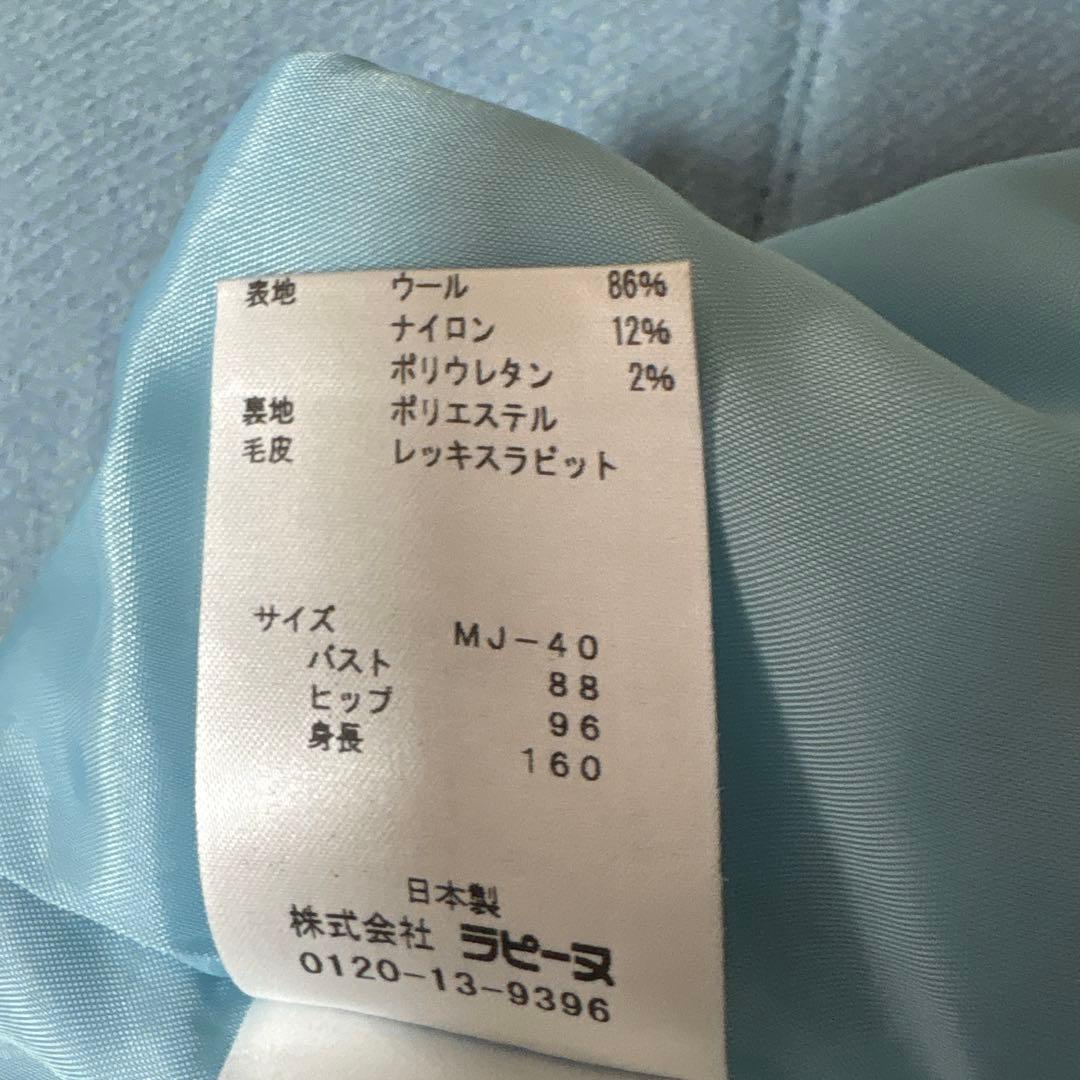 表地 ウール 86%
ナイロン 12%
ポリウレタン 2%
裏地 ポリエステル
毛皮 レッキスラビット
サイズ MJ-40
バスト 88
ヒップ 96
身長 160
日本製
株式会社 ラピーヌ
0120-13-9396